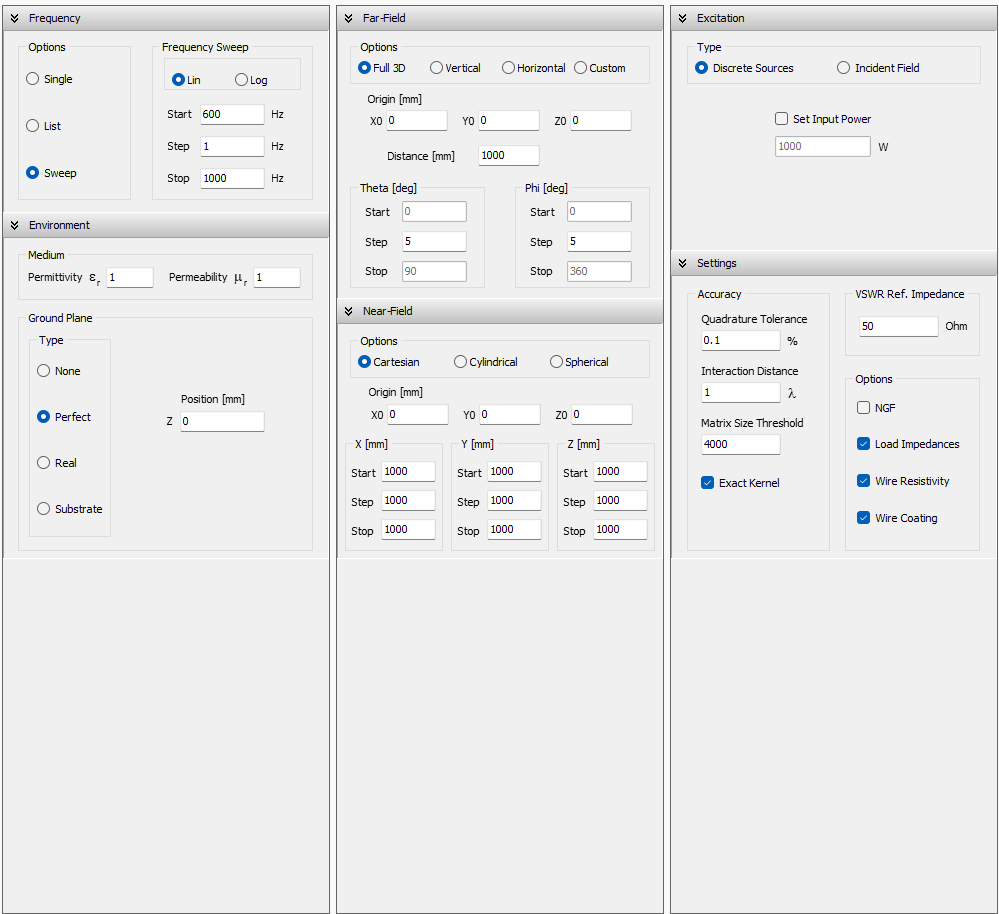 Frequency
Options
Single
List
Sweep
Frequency Sweep
Lin Log
Start 600 Hz
Step 1 Hz
Stop 1000 Hz
Environment
Medium
Permittivity εr 1 Permeability μr 1
Ground Plane
Type
None
Perfect
Real
Substrate
Position [mm]
Z 0
Far-Field
Options
Full 3D Vertical Horizontal Custom
Origin [mm]
X0 0 Y0 0 Z0 0
Distance [mm] 1000
Theta [deg]
Start 0
Step 5
Stop 90
Phi [deg]
Start 0
Step 5
Stop 360
Near-Field
Options
Cartesian Cylindrical Spherical
Origin [mm]
X0 0 Y0 0 Z0 0
X [mm]
Start 1000
Step 1000
Stop 1000
Y [mm]
Start 1000
Step 1000
Stop 1000
Z [mm]
Start 1000
Step 1000
Stop 1000
Excitation
Type
Discrete Sources Incident Field
Set Input Power
1000 W
Settings
Accuracy
Quadrature Tolerance
0.1 %
Interaction Distance
1 λ
Matrix Size Threshold
4000
Exact Kernel
VSWR Ref. Impedance
50 Ohm
Options
NGF
Load Impedances
Wire Resistivity
Wire Coating